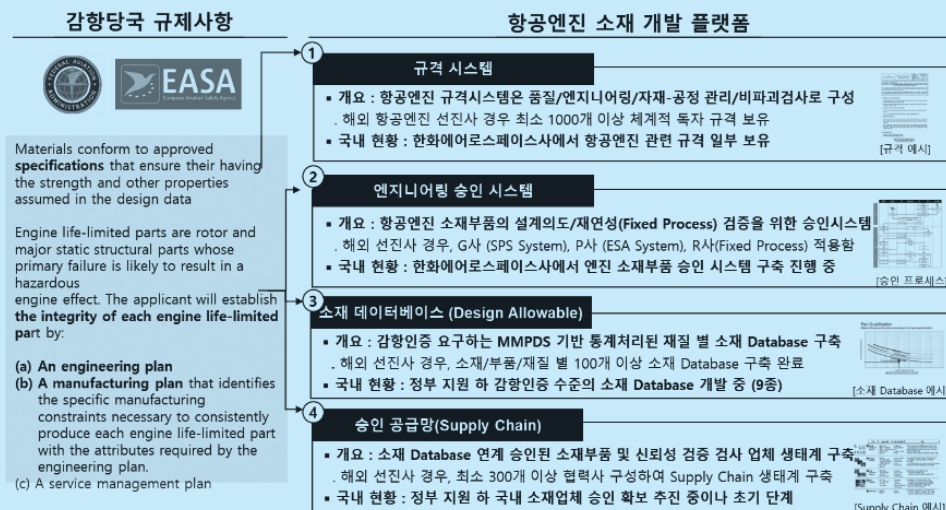 감항당국 규제사항
항공엔진 소재 개발 플랫폼
FEDERAL AVIATION
ADMINISTRATION
EASA
European Aviation Safety Agency
Materials conform to approved
specifications that ensure their having
the strength and other properties
assumed in the design data
Engine life-limited parts are rotor and
major static structural parts whose
primary failure is likely to result in a
hazardous
engine effect. The applicant will establish
the integrity of each engine life-limited
part by:
(a) An engineering plan
(b) A manufacturing plan that identifies
the specific manufacturing
constraints necessary to consistently
produce each engine life-limited part
with the attributes required by the
engineering plan.
(c) A service management plan
1
규격 시스템
▪ 개요 : 항공엔진 규격시스템은 품질/엔지니어링/자재-공정 관리/비파괴검사로 구성
. 해외 항공엔진 선진사 경우 최소 1000개 이상 체계적 독자 규격 보유
▪ 국내 현황 : 한화에어로스페이스사에서 항공엔진 관련 규격 일부 보유
[규격 예시]
2
엔지니어링 승인 시스템
▪ 개요 : 항공엔진 소재부품의 설계의도/재연성(Fixed Process) 검증을 위한 승인시스템
. 해외 선진사 경우, G사 (SPS System), P사 (ESA System), R사(Fixed Process) 적용함
▪ 국내 현황 : 한화에어로스페이스사에서 엔진 소재부품 승인 시스템 구축 진행 중
[승인 프로세스]
3
소재 데이터베이스 (Design Allowable)
▪ 개요 : 감항인증 요구하는 MMPDS 기반 통계처리된 재질 별 소재 Database 구축
. 해외 선진사 경우, 소재/부품/재질 별 100개 이상 소재 Database 구축 완료
▪ 국내 현황 : 정부 지원 하 감항인증 수준의 소재 Database 개발 중 (9종)
Part Qualification
[소재 Database 예시]
4
승인 공급망(Supply Chain)
▪ 개요 : 소재 Database 연계 승인된 소재부품 및 신뢰성 검증 검사 업체 생태계 구축
. 해외 선진사 경우, 최소 300개 이상 협력사 구성하여 Supply Chain 생태계 구축
▪ 국내 현황 : 정부 지원 하 국내 소재업체 승인 확보 추진 중이나 초기 단계
[Supply Chain 예시]